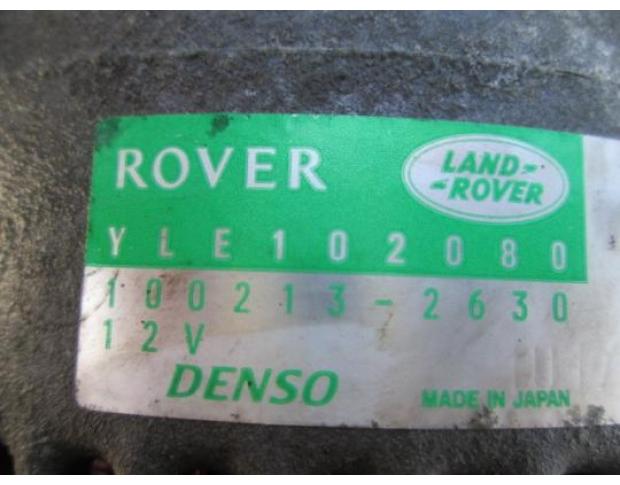 ROVER
LAND-
-ROVER
YLE102080
100213-2630
12V
DENSO
MADE IN JAPAN